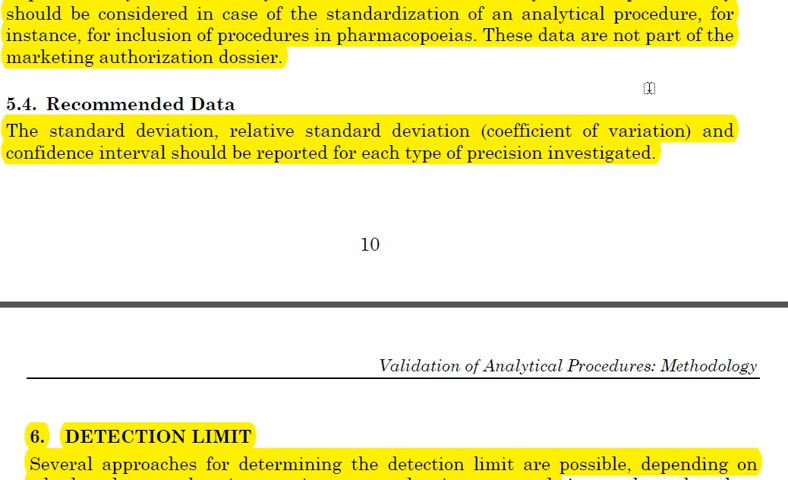 should be considered in case of the standardization of an analytical procedure, for
instance, for inclusion of procedures in pharmacopoeias. These data are not part of the
marketing authorization dossier.
5.4. Recommended Data
The standard deviation, relative standard deviation (coefficient of variation) and
confidence interval should be reported for each type of precision investigated.
10
Validation of Analytical Procedures: Methodology
6. DETECTION LIMIT
Several approaches for determining the detection limit are possible, depending on